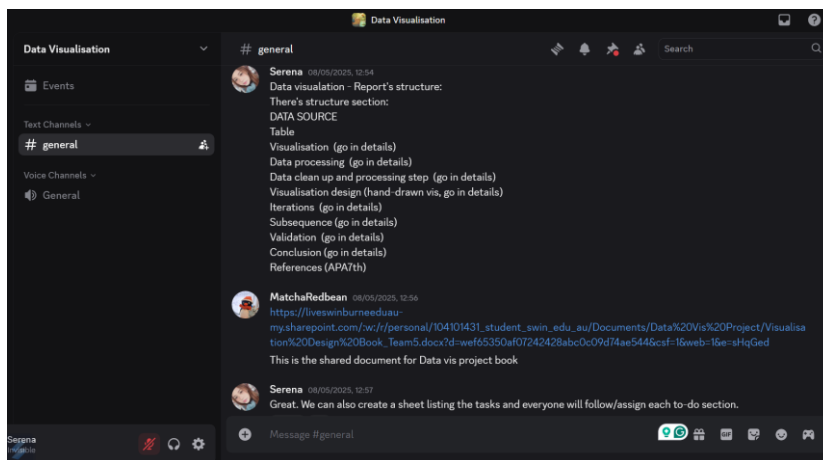 Data Visualisation
Data Visualisation
Events
Text Channels
# general
Voice Channels
General
Serena
Invisible
# general
Search
Serena 08/05/2025, 12:54
Data visualation - Report's structure:
There's structure section:
DATA SOURCE
Table
Visualisation (go in details)
Data processing (go in details)
Data clean up and processing step (go in details)
Visualisation design (hand-drawn vis, go in details)
Iterations (go in details)
Subsequence (go in details)
Validation (go in details)
Conclusion (go in details)
References (APA7th)
MatchaRedbean 08/05/2025, 12:56
https://liveswinburneeduau-
my.sharepoint.com/:w:/r/personal/104101431_student_swin_edu_au/Documents/Data%20Vis%20Project/Visualisa
tion%20Design%20Book_Team5.docx?d=wef65350af07242428abc0c09d74ae544&csf=1&web=1&e=sHqGed
This is the shared document for Data vis project book
Serena 08/05/2025, 12:57
Great. We can also create a sheet listing the tasks and everyone will follow/assign each to-do section.
Message #general
GIF